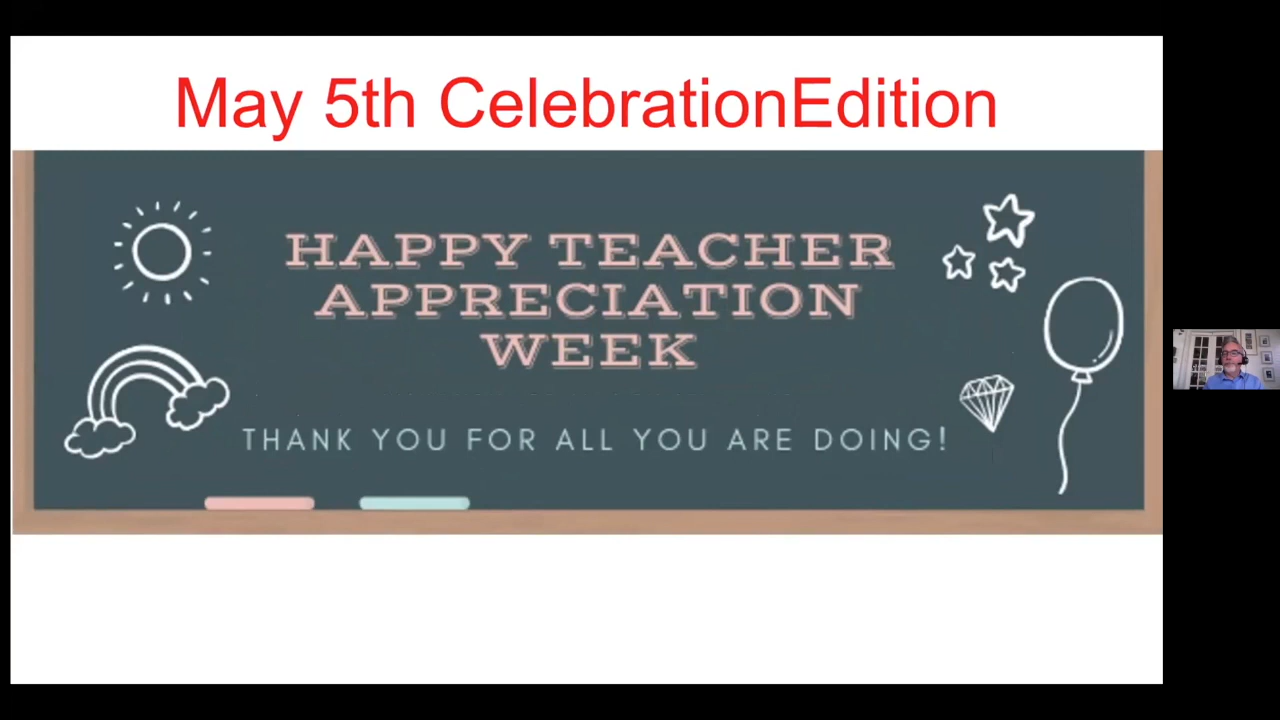 May 5th CelebrationEdition
HAPPY TEACHER
APPRECIATION
WEEK
THANK YOU FOR ALL YOU ARE DOING!